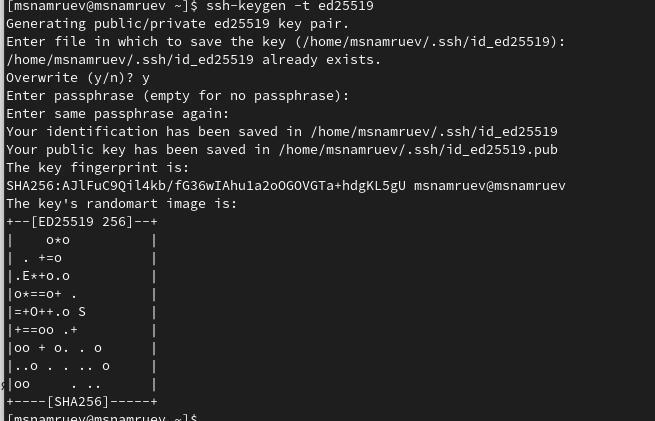 [msnamruev@msnamruev ~]$ ssh-keygen -t ed25519
Generating public/private ed25519 key pair.
Enter file in which to save the key (/home/msnamruev/.ssh/id_ed25519):
/home/msnamruev/.ssh/id_ed25519 already exists.
Overwrite (y/n)? y
Enter passphrase (empty for no passphrase):
Enter same passphrase again:
Your identification has been saved in /home/msnamruev/.ssh/id_ed25519
Your public key has been saved in /home/msnamruev/.ssh/id_ed25519.pub
The key fingerprint is:
SHA256:AJlFuC9Qil4kb/fG36wIAhu1a2oOGOVGTa+hdgKL5gU msnamruev@msnamruev
The key's randomart image is:
+--[ED25519 256]--+
|    o*o          |
| . +=o           |
|.E*+o.o          |
|o*==o+ .         |
|=+O++.o S        |
|+==oo .+         |
|oo + o. . o      |
|..o . . .. o     |
|oo     . ..      |
+----[SHA256]-----+
[msnamruev@msnamruev ~]$